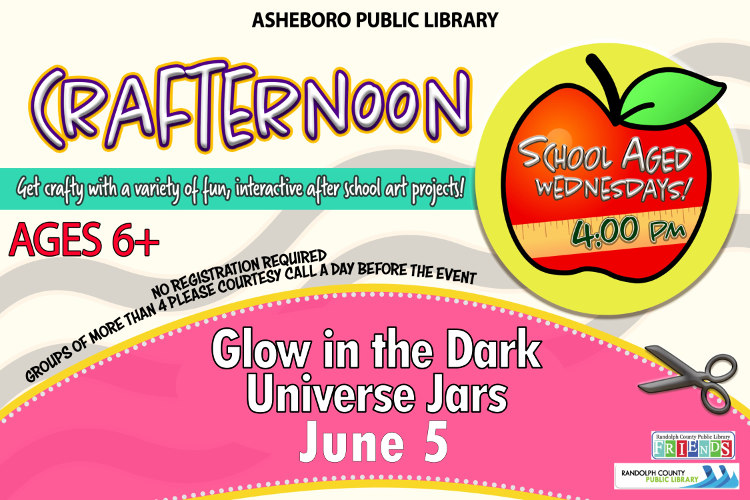 ASHEBORO PUBLIC LIBRARY
CRAFTERNOON
Get crafty with a variety of fun, interactive after school art projects!
SCHOOL AGED
WEDNESDAYS!
4:00 PM
AGES 6+
NO REGISTRATION REQUIRED
GROUPS OF MORE THAN 4 PLEASE COURTESY CALL A DAY BEFORE THE EVENT
Glow in the Dark
Universe Jars
June 5
Randolph County Public Library
FRIENDS
RANDOLPH COUNTY
PUBLIC LIBRARY